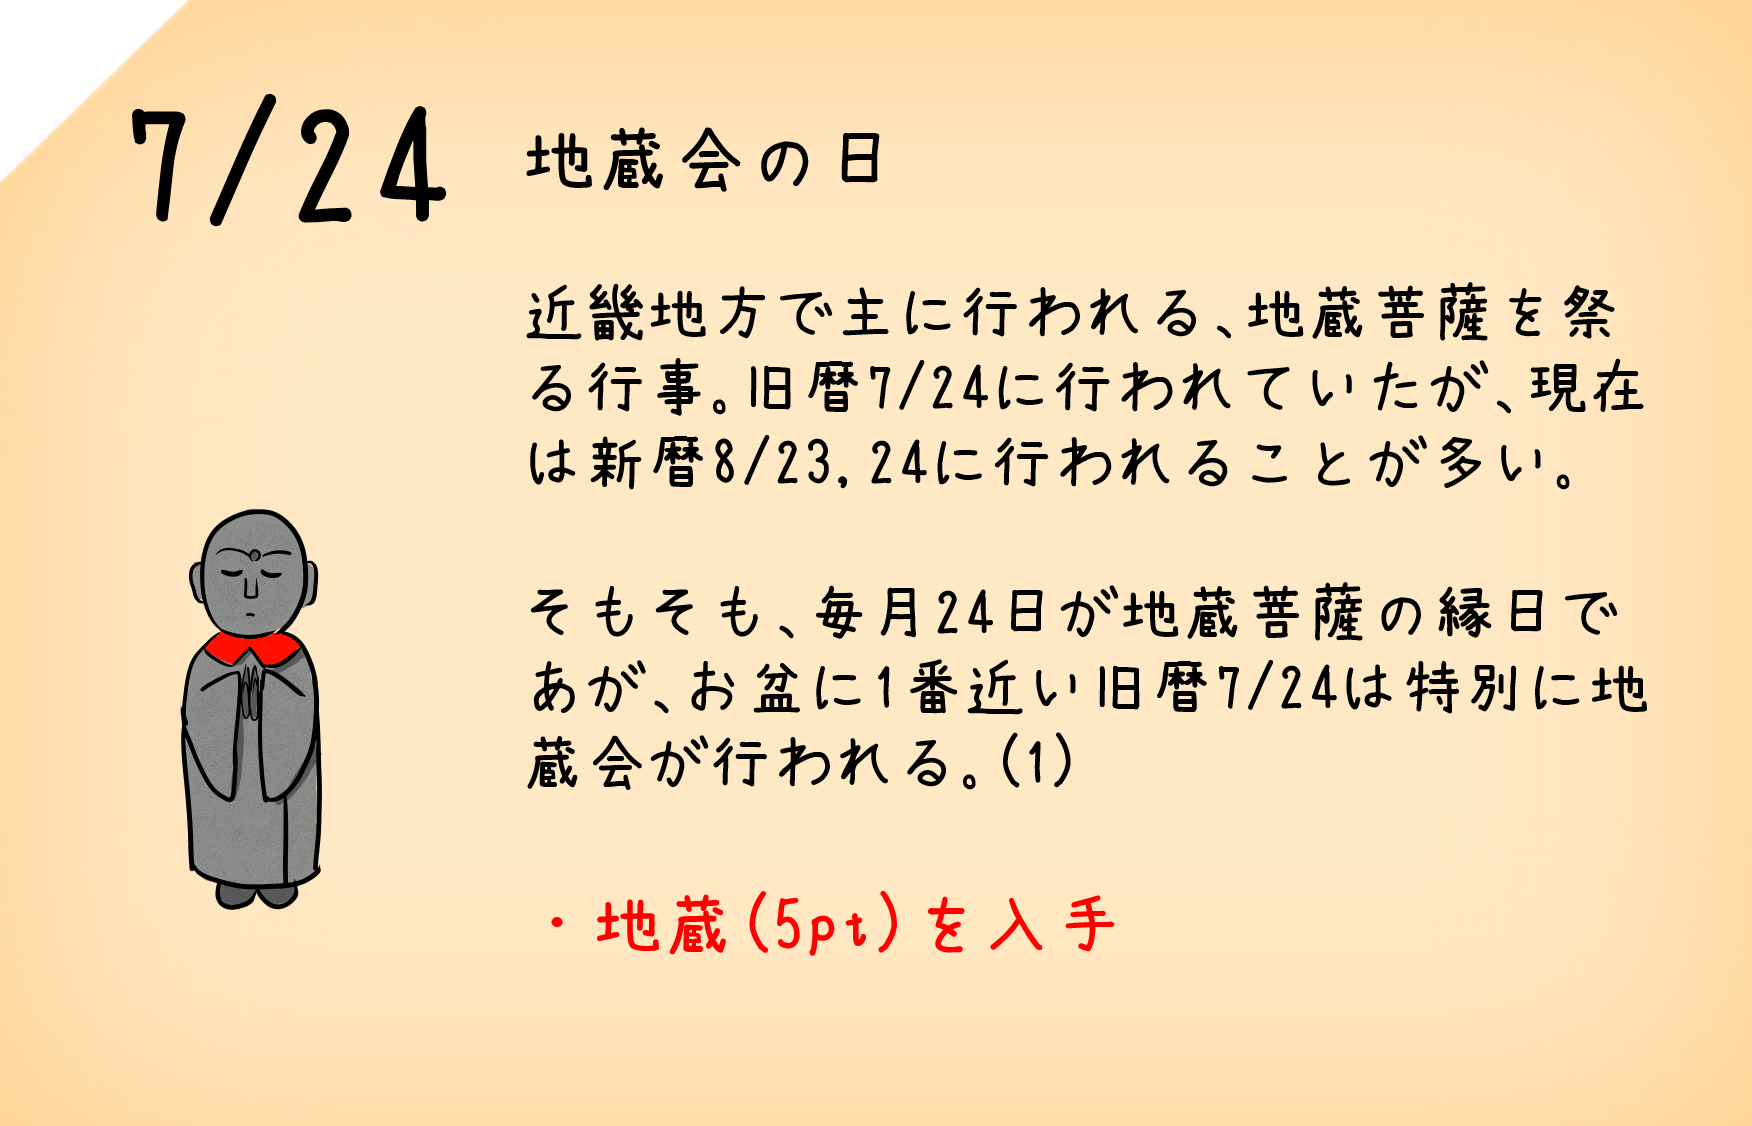 7/24 地蔵会の日
近畿地方で主に行われる、地蔵菩薩を祭
る行事。旧暦7/24に行われていたが、現在
は新暦8/23,24に行われることが多い。
そもそも、毎月24日が地蔵菩薩の縁日で
あが、お盆に1番近い旧暦7/24は特別に地
蔵会が行われる。(1)
・地蔵(5pt)を入手